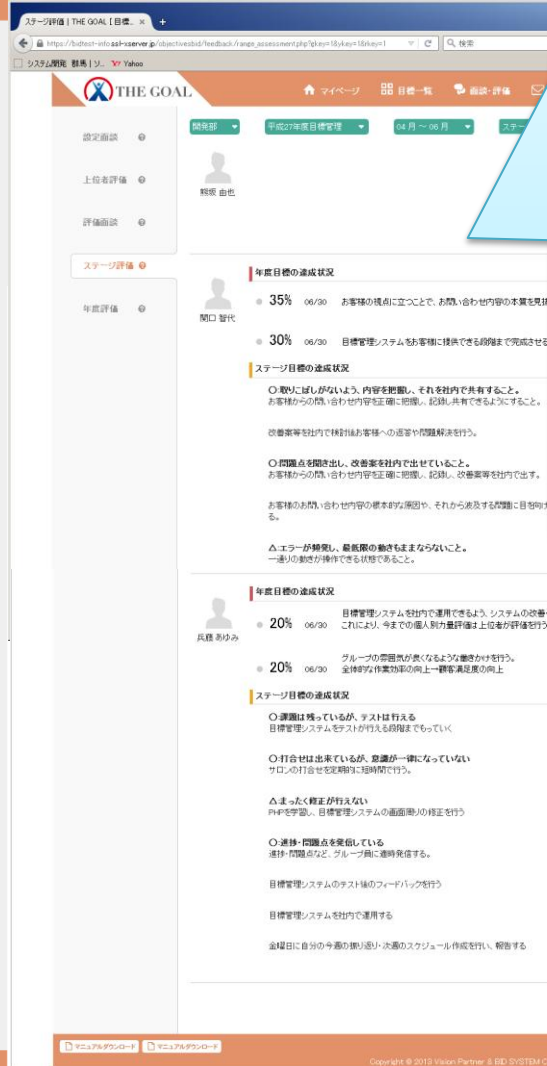 ステージ評価 | THE GOAL [目標... × +
https://bidtest-info.ssl-xserver.jp/objectivesbid/feedback/range_assessment.php?gkey=18ykey=18rkey=1
検索
システム開発 群馬 | ソ... Yahoo
THE GOAL
マイページ 目標一覧 面談・評価
開発部 平成27年度目標管理 04 月 ～ 06 月 ステー
設定面談
上位者評価
評価面談
ステージ評価
年度評価
熊坂 由也
関口 智代
年度目標の達成状況
35% 06/30 お客様の視点に立つことで、お問い合わせ内容の本質を見抜
30% 06/30 目標管理システムをお客様に提供できる段階まで完成させる
ステージ目標の達成状況
〇:取りこぼしがないよう、内容を把握し、それを社内で共有すること。
お客様からの問い合わせ内容を正確に把握し、記録し共有できるようにすること。
改善案等を社内で検討後お客様への返答や問題解決を行う。
〇:問題点を聞き出し、改善案を社内で出せていること。
お客様からの問い合わせ内容を正確に把握し、記録し、改善案等を社内で出す。
お客様のお問い合わせ内容の根本的な原因や、それから波及する問題に目を向け
る。
△:エラーが頻発し、最低限の動きもままならないこと。
一通りの動きが操作できる状態であること。
兵藤 あゆみ
年度目標の達成状況
20% 06/30 目標管理システムを社内で運用できるよう、システムの改善
これにより、今までの個人別力量評価は上位者が評価を行う
20% 06/30 グループの雰囲気が良くなるような働きかけを行う。
全体的な作業効率の向上→顧客満足度の向上
ステージ目標の達成状況
〇:課題は残っているが、テストは行える
目標管理システムをテストが行える段階までもっていく
〇:打合せは出来ているが、意識が一律になっていない
サロンの打合せを定期的に短時間で行う。
△:まったく修正が行えない
PHPを学習し、目標管理システムの画面周りの修正を行う
〇:進捗・問題点を発信している
進捗・問題点など、グループ員に適時発信する。
目標管理システムのテスト後のフィードバックを行う
目標管理システムを社内で運用する
金曜日に自分の今週の振り返り・次週のスケジュール作成を行い、報告する
マニュアルダウンロード マニュアルダウンロード
Copyright © 2013 Vision Partner & BID SYSTEM C